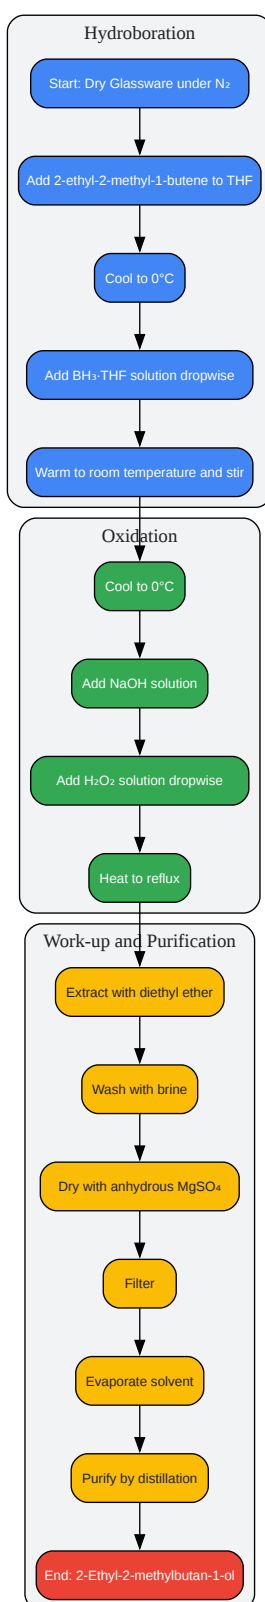 Hydroboration
Start: Dry Glassware under N₂
Add 2-ethyl-2-methyl-1-butene to THF
Cool to 0°C
Add BH₃·THF solution dropwise
Warm to room temperature and stir
Oxidation
Cool to 0°C
Add NaOH solution
Add H₂O₂ solution dropwise
Heat to reflux
Work-up and Purification
Extract with diethyl ether
Wash with brine
Dry with anhydrous MgSO₄
Filter
Evaporate solvent
Purify by distillation
End: 2-Ethyl-2-methylbutan-1-ol